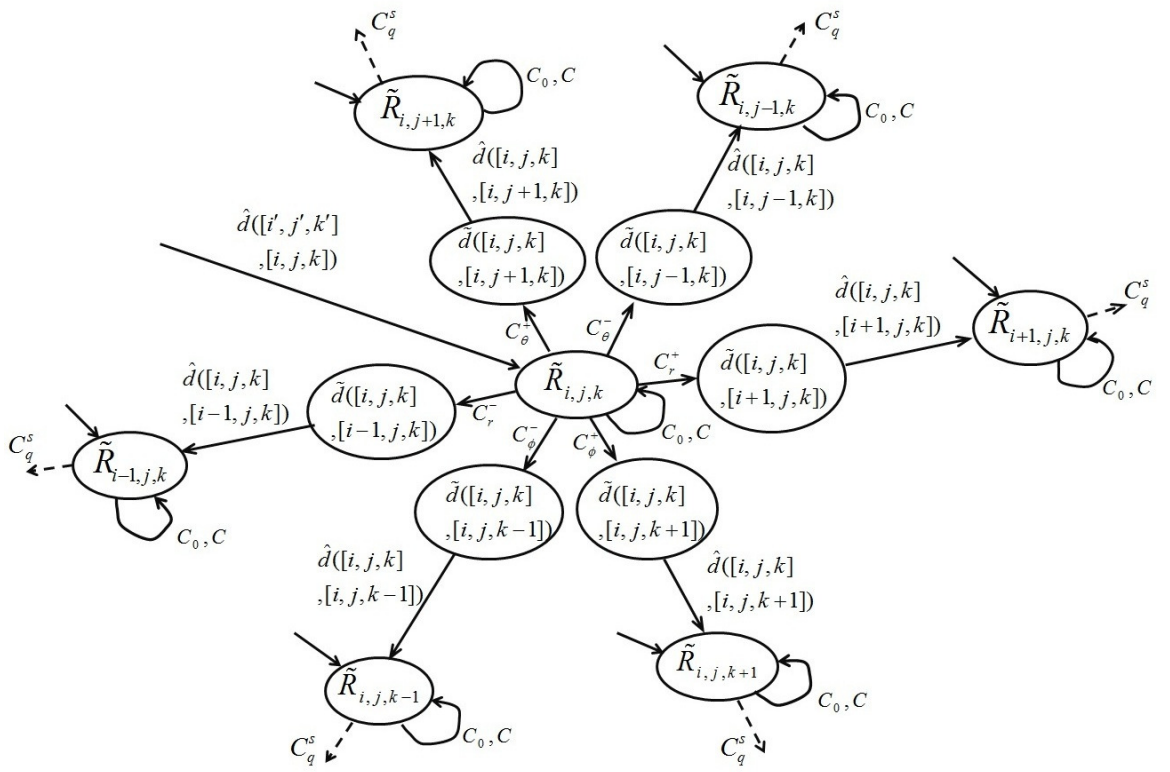 C_q^s
C_0, C
R̃_{i,j+1,k}
C_q^s
C_0, C
R̃_{i,j-1,k}
d̂([i,j,k]
,[i,j+1,k])
d̂([i,j,k]
,[i,j-1,k])
d̂([i′,j′,k′]
,[i,j,k])
d̃([i,j,k]
,[i,j+1,k])
d̃([i,j,k]
,[i,j-1,k])
d̂([i,j,k]
,[i+1,j,k])
C_q^s
R̃_{i+1,j,k}
C_0, C
C_θ^+
C_θ^-
C_r^+
R̃_{i,j,k}
C_0, C
d̃([i,j,k]
,[i+1,j,k])
d̂([i,j,k]
,[i-1,j,k])
d̃([i,j,k]
,[i-1,j,k])
C_r^-
C_q^s
R̃_{i-1,j,k}
C_0, C
C_ϕ^-
C_ϕ^+
d̃([i,j,k]
,[i,j,k-1])
d̃([i,j,k]
,[i,j,k+1])
d̂([i,j,k]
,[i,j,k-1])
d̂([i,j,k]
,[i,j,k+1])
R̃_{i,j,k-1}
C_0, C
C_q^s
R̃_{i,j,k+1}
C_0, C
C_q^s